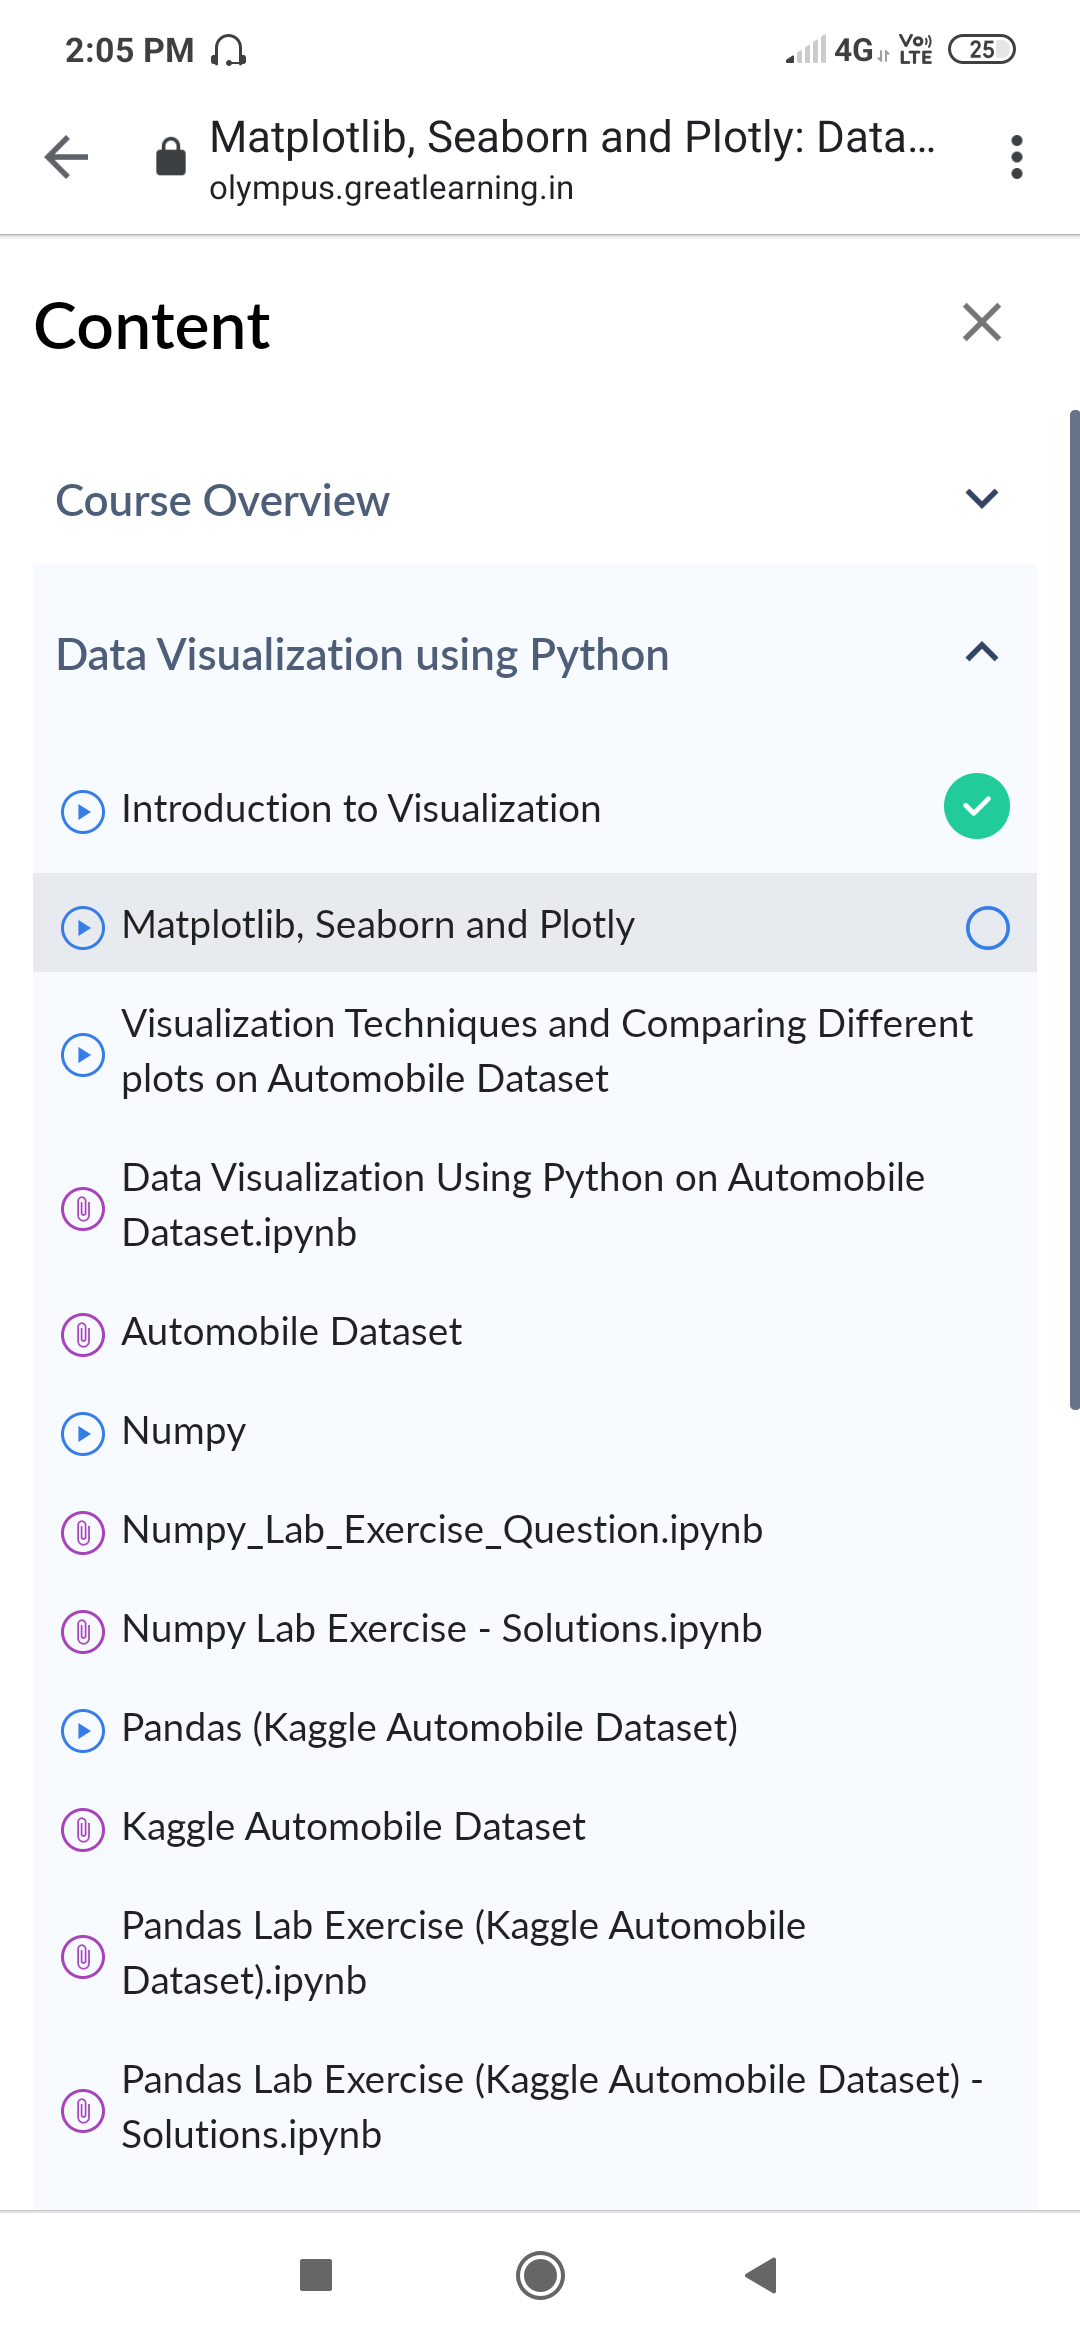 2:05 PM 4G Vo) LTE 25
Matplotlib, Seaborn and Plotly: Data...
olympus.greatlearning.in
Content
Course Overview
Data Visualization using Python
Introduction to Visualization
Matplotlib, Seaborn and Plotly
Visualization Techniques and Comparing Different
plots on Automobile Dataset
Data Visualization Using Python on Automobile
Dataset.ipynb
Automobile Dataset
Numpy
Numpy_Lab_Exercise_Question.ipynb
Numpy Lab Exercise - Solutions.ipynb
Pandas (Kaggle Automobile Dataset)
Kaggle Automobile Dataset
Pandas Lab Exercise (Kaggle Automobile
Dataset).ipynb
Pandas Lab Exercise (Kaggle Automobile Dataset) -
Solutions.ipynb